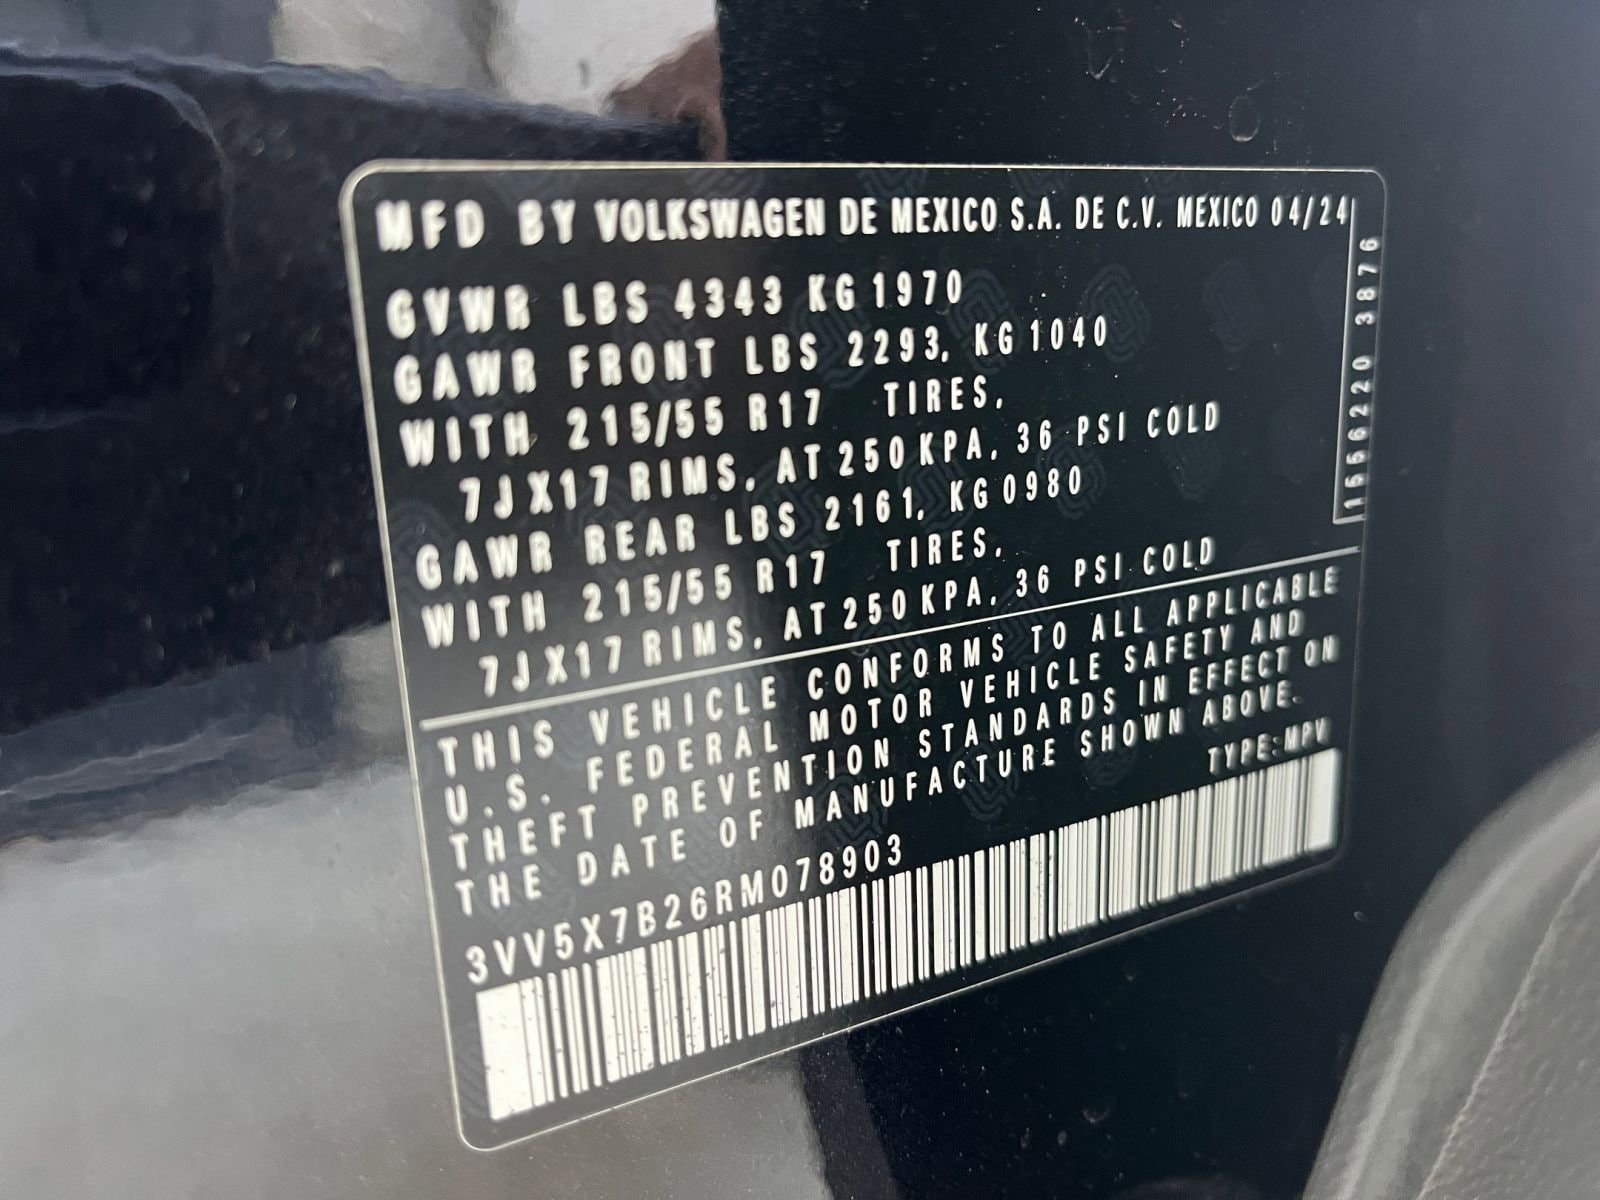 MFD BY VOLKSWAGEN DE MEXICO S.A. DE C.V. MEXICO 04/24
GVWR LBS 4343 KG 1970
GAWR FRONT LBS 2293, KG 1040
WITH 215/55 R17 TIRES,
7JX17 RIMS, AT 250 KPA, 36 PSI COLD
GAWR REAR LBS 2161, KG 0980
WITH 215/55 R17 TIRES,
7JX17 RIMS, AT 250 KPA, 36 PSI COLD
1556220 3876
THIS VEHICLE CONFORMS TO ALL APPLICABLE
U.S. FEDERAL MOTOR VEHICLE SAFETY AND
THEFT PREVENTION STANDARDS IN EFFECT ON
THE DATE OF MANUFACTURE SHOWN ABOVE.
TYPE:MPV
3VV5X7B26RM078903